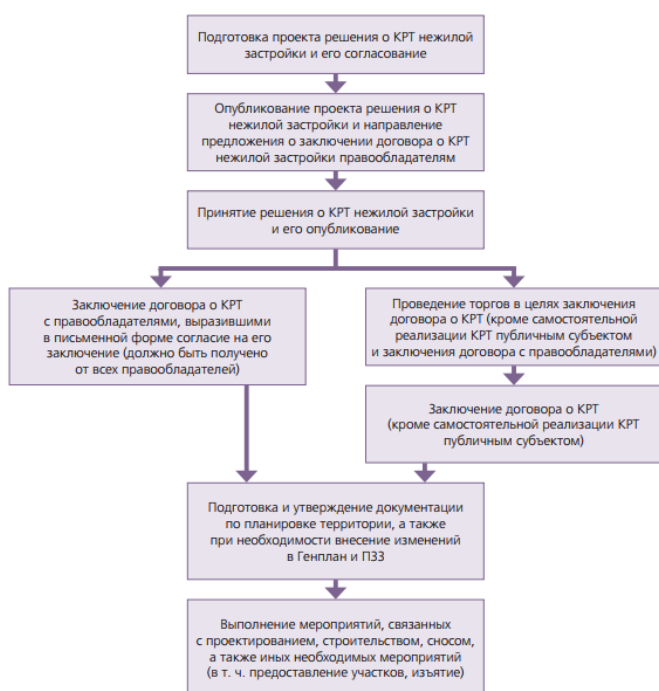 Подготовка проекта решения о КРТ нежилой
застройки и его согласование
Опубликование проекта решения о КРТ
нежилой застройки и направление
предложения о заключении договора о КРТ
нежилой застройки правообладателям
Принятие решения о КРТ нежилой застройки
и его опубликование
Заключение договора о КРТ
с правообладателями, выразившими
в письменной форме согласие на его
заключение (должно быть получено
от всех правообладателей)
Проведение торгов в целях заключения
договора о КРТ (кроме самостоятельной
реализации КРТ публичным субъектом
и заключения договора с правообладателями)
Заключение договора о КРТ
(кроме самостоятельной реализации КРТ
публичным субъектом)
Подготовка и утверждение документации
по планировке территории, а также
при необходимости внесение изменений
в Генплан и ПЗЗ
Выполнение мероприятий, связанных
с проектированием, строительством, сносом,
а также иных необходимых мероприятий
(в т. ч. предоставление участков, изъятие)